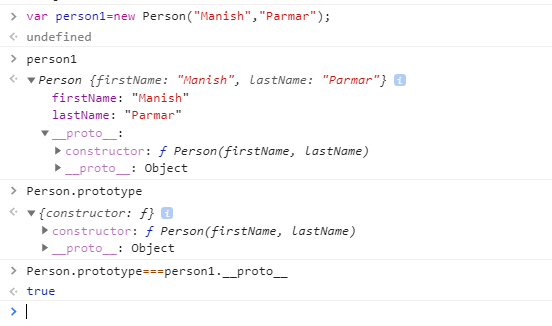 var person1=new Person("Manish","Parmar");
undefined
person1
Person {firstName: "Manish", lastName: "Parmar"}
firstName: "Manish"
lastName: "Parmar"
__proto__:
constructor: ƒ Person(firstName, lastName)
__proto__: Object
Person.prototype
{constructor: ƒ}
constructor: ƒ Person(firstName, lastName)
__proto__: Object
Person.prototype===person1.__proto__
true